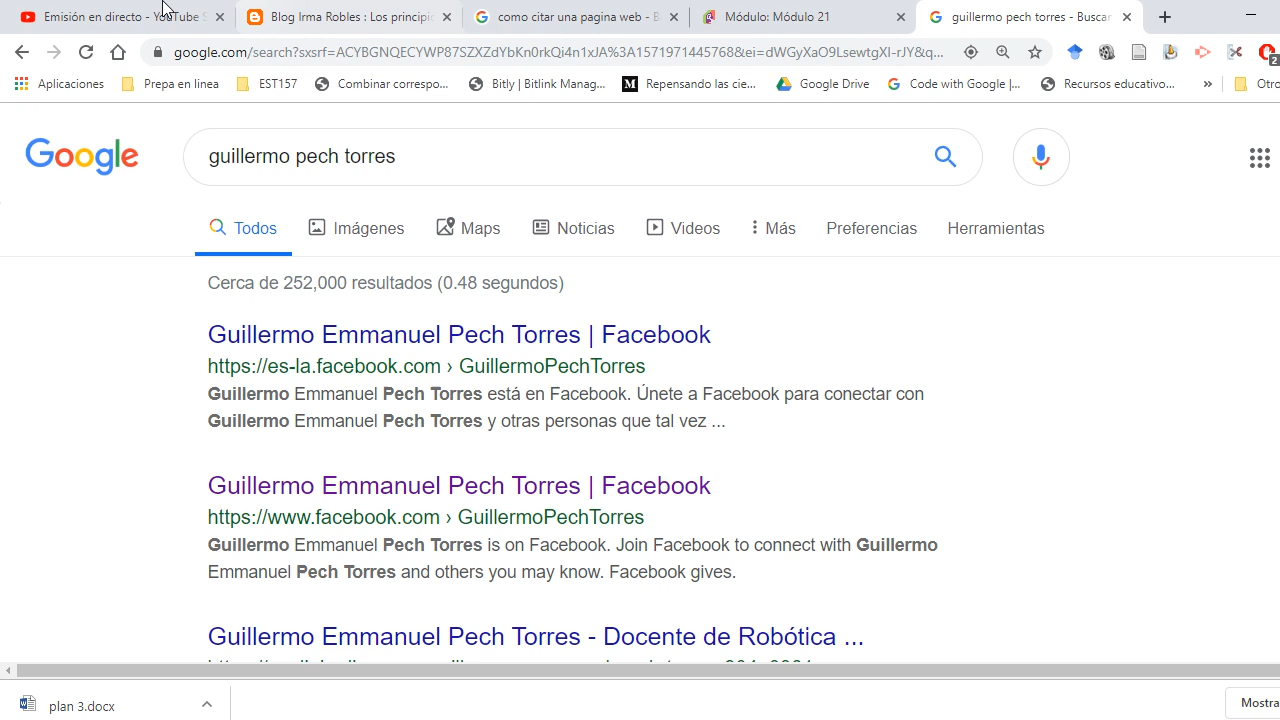 Emisión en directo - YouTube S
Blog Irma Robles : Los principi
como citar una pagina web - B
Módulo: Módulo 21
guillermo pech torres - Buscar
google.com/search?sxsrf=ACYBGNQECYWP87SZXZdYbKn0rkQi4n1xJA%3A1571971445768&ei=dWGyXaO9LsewtgXI-rJY&q...
2
Aplicaciones
Prepa en linea
EST157
Combinar correspo...
Bitly | Bitlink Manag...
M
Repensando las cie...
Google Drive
Code with Google |...
Recursos educativo...
»
Otro
Google
guillermo pech torres
Todos
Imágenes
Maps
Noticias
Videos
Más
Preferencias
Herramientas
Cerca de 252,000 resultados (0.48 segundos)
Guillermo Emmanuel Pech Torres | Facebook
https://es-la.facebook.com › GuillermoPechTorres
Guillermo Emmanuel Pech Torres está en Facebook. Únete a Facebook para conectar con
Guillermo Emmanuel Pech Torres y otras personas que tal vez ...
Guillermo Emmanuel Pech Torres | Facebook
https://www.facebook.com › GuillermoPechTorres
Guillermo Emmanuel Pech Torres is on Facebook. Join Facebook to connect with Guillermo
Emmanuel Pech Torres and others you may know. Facebook gives.
Guillermo Emmanuel Pech Torres - Docente de Robótica ...
plan 3.docx
Mostra